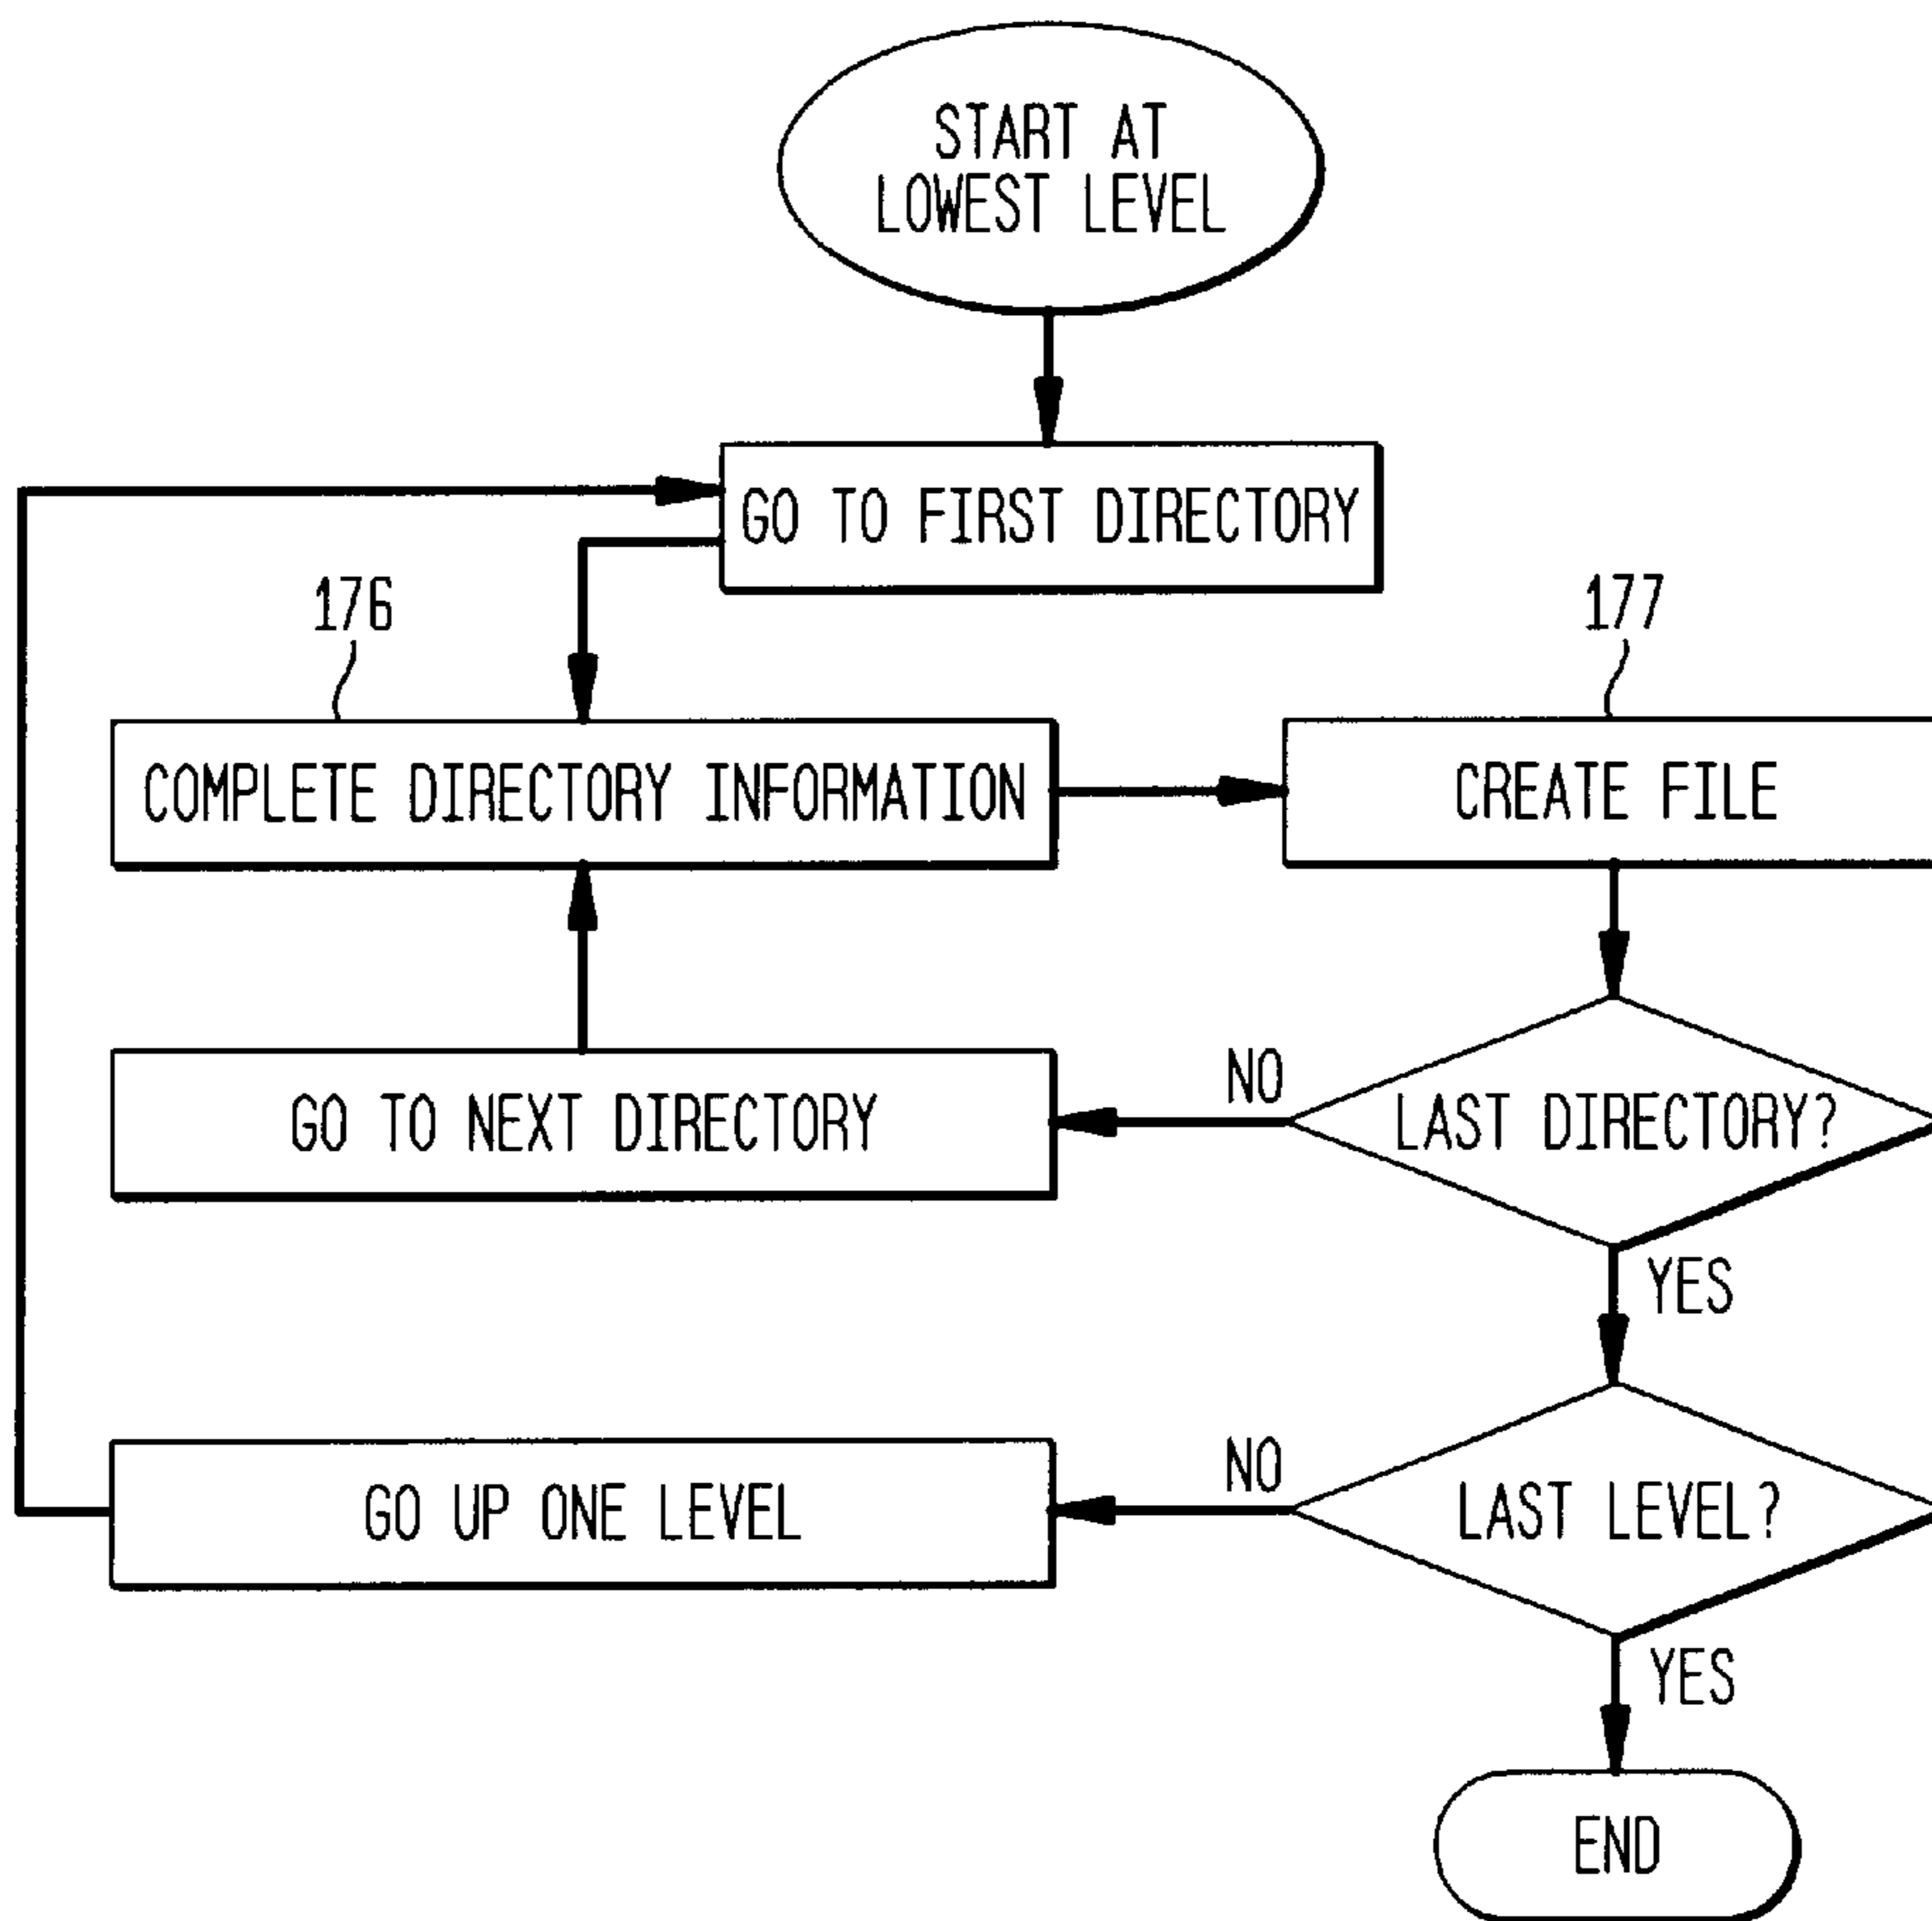 START AT
LOWEST LEVEL
GO TO FIRST DIRECTORY
176
177
COMPLETE DIRECTORY INFORMATION
CREATE FILE
GO TO NEXT DIRECTORY
NO
LAST DIRECTORY?
YES
GO UP ONE LEVEL
NO
LAST LEVEL?
YES
END